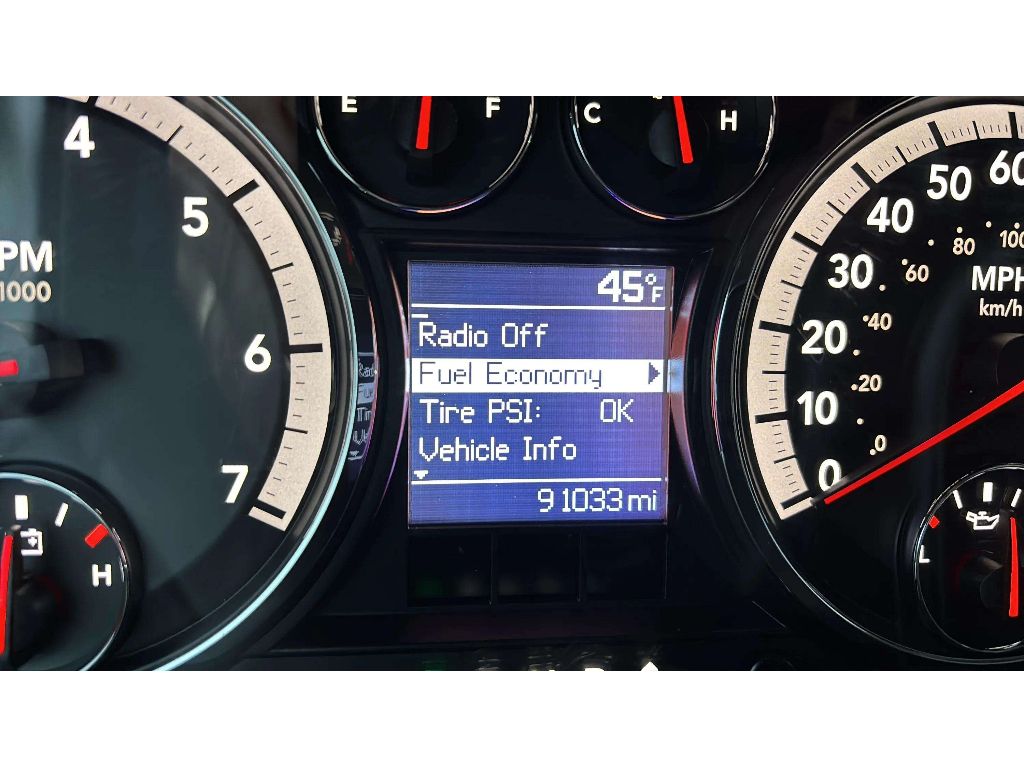 E F
C H
4
5
6
7
PM
1000
45°F
Radio Off
Fuel Economy
Tire PSI: OK
Vehicle Info
91033 mi
60
50
40
30
20
10
0
100
80
60
40
20
0
MPH
km/h
H
L